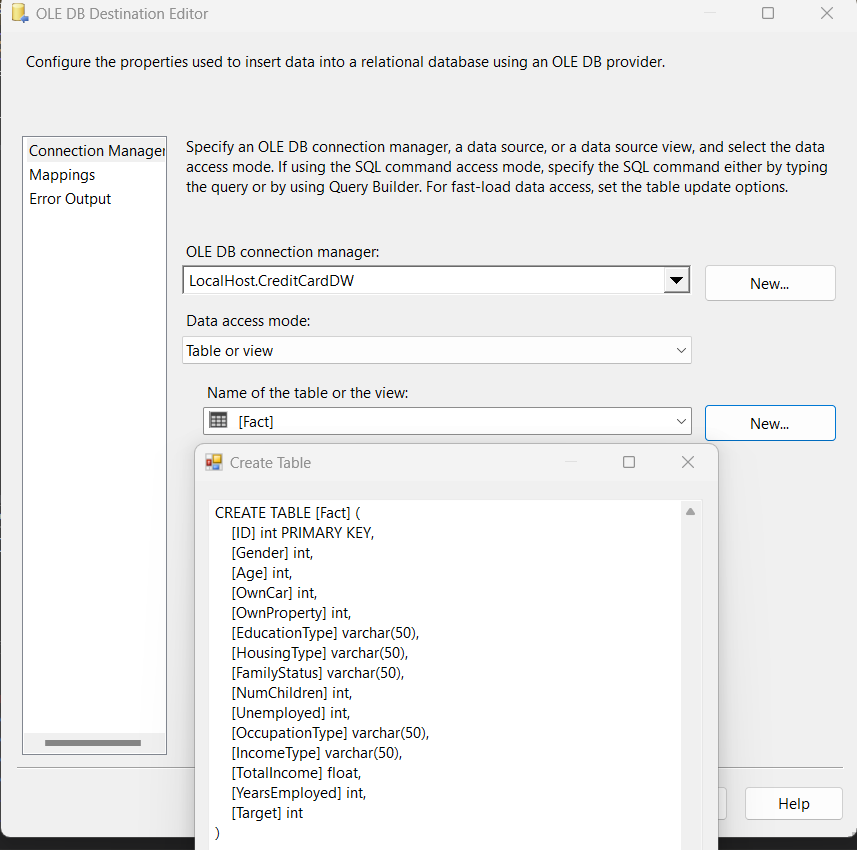 OLE DB Destination Editor
Configure the properties used to insert data into a relational database using an OLE DB provider.
Connection Manager
Mappings
Error Output
Specify an OLE DB connection manager, a data source, or a data source view, and select the data
access mode. If using the SQL command access mode, specify the SQL command either by typing
the query or by using Query Builder. For fast-load data access, set the table update options.
OLE DB connection manager:
LocalHost.CreditCardDW
New...
Data access mode:
Table or view
Name of the table or the view:
[Fact]
New...
Create Table
CREATE TABLE [Fact] (
[ID] int PRIMARY KEY,
[Gender] int,
[Age] int,
[OwnCar] int,
[OwnProperty] int,
[EducationType] varchar(50),
[HousingType] varchar(50),
[FamilyStatus] varchar(50),
[NumChildren] int,
[Unemployed] int,
[OccupationType] varchar(50),
[IncomeType] varchar(50),
[TotalIncome] float,
[YearsEmployed] int,
[Target] int
)
Help